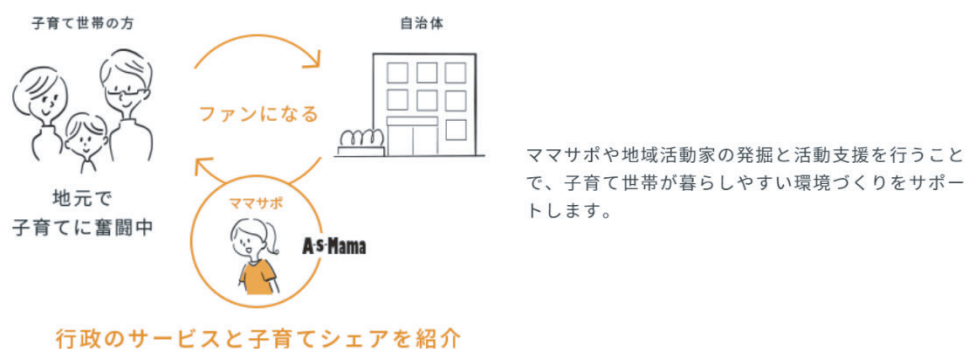 子育て世帯の方
自治体
ファンになる
地元で
子育てに奮闘中
ママサポ
AsMama
行政のサービスと子育てシェアを紹介
ママサポや地域活動家の発掘と活動支援を行うこと
で、子育て世帯が暮らしやすい環境づくりをサポー
トします。